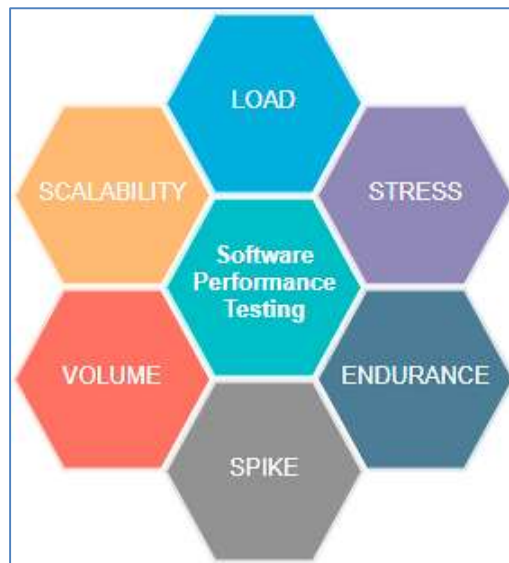 LOAD
SCALABILITY
STRESS
Software
Performance
Testing
VOLUME
ENDURANCE
SPIKE